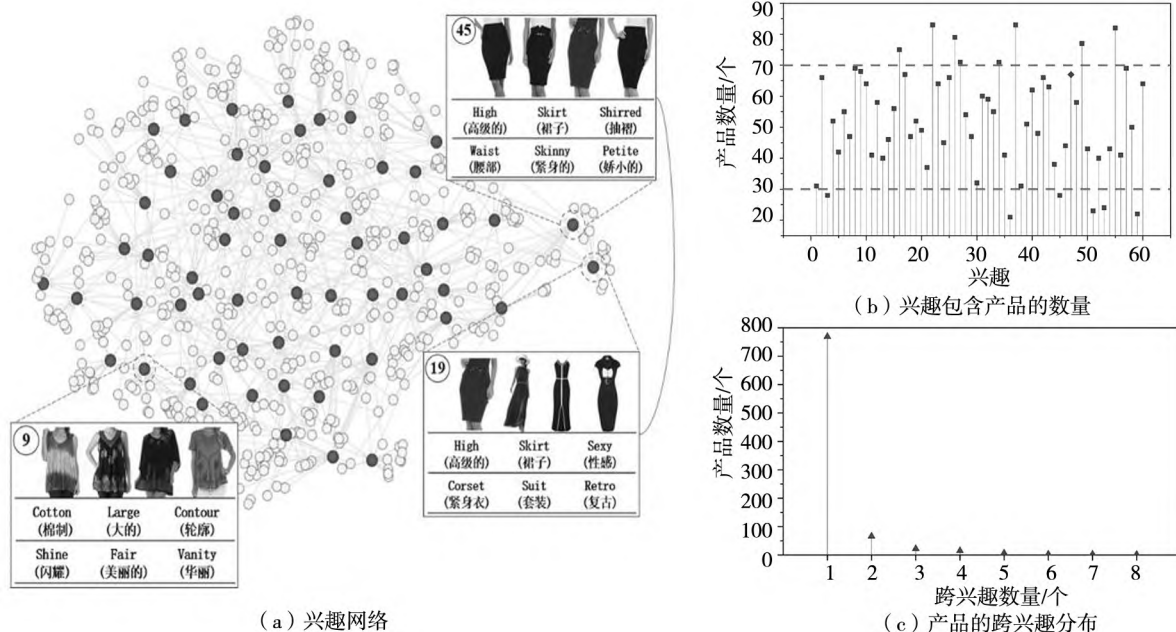 45
High Skirt Shirred
(高级的) (裙子) (抽褶)
Waist Skinny Petite
(腰部) (紧身的) (娇小的)
19
High Skirt Sexy
(高级的) (裙子) (性感)
Corset Suit Retro
(紧身衣) (套装) (复古)
9
Cotton Large Contour
(棉制) (大的) (轮廓)
Shine Fair Vanity
(闪耀) (美丽的) (华丽)
(a)兴趣网络
产品数量/个
90
70
50
40
30
20
0 10 20 30 40 50 60
兴趣
(b)兴趣包含产品的数量
产品数量/个
800
700
600
500
400
300
200
100
0
1 2 3 4 5 6 7 8
跨兴趣数量/个
(c)产品的跨兴趣分布